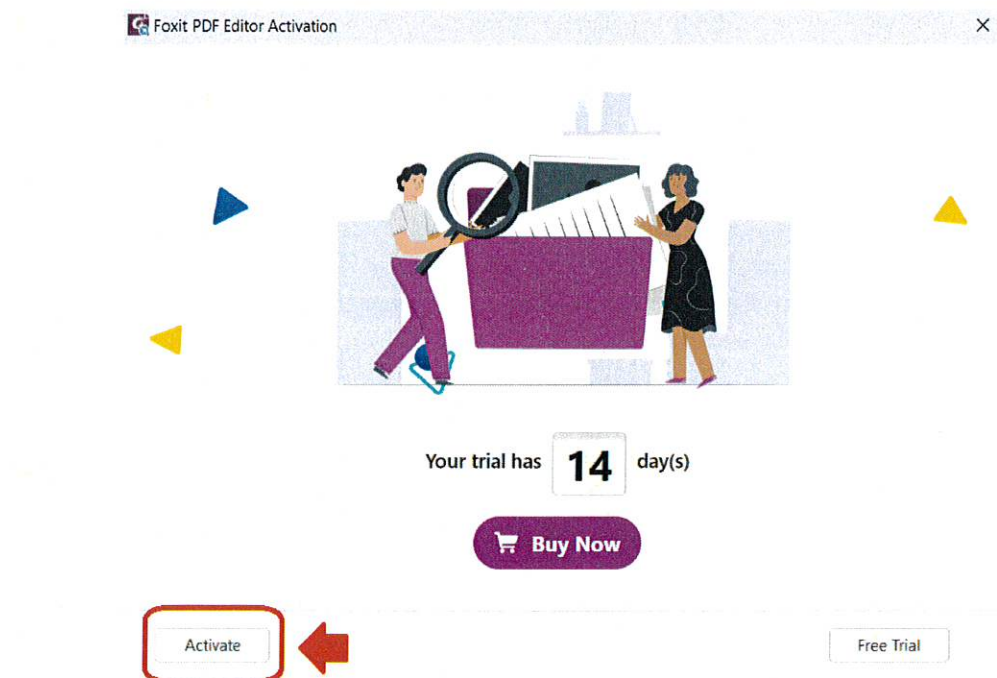 Foxit PDF Editor Activation
Your trial has 14 day(s)
Buy Now
Activate
Free Trial